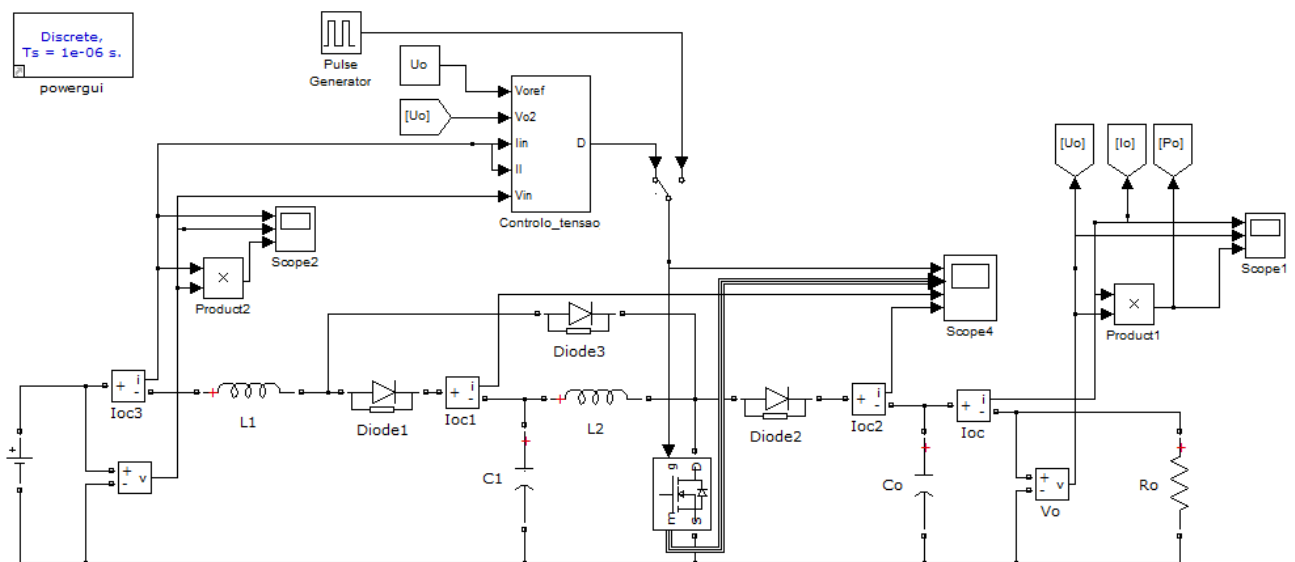 Discrete,
Ts = 1e-06 s.
powergui
Pulse
Generator
Uo
[Uo]
Voref
Vo2
Iin
Il
Vin
D
Controlo_tensao
Scope2
×
Product2
[Uo]
[Io]
[Po]
Scope1
×
Product1
Scope4
Diode3
+
-
i
Ioc3
+
L1
Diode1
+
-
i
Ioc1
+
L2
Diode2
+
-
i
Ioc2
+
-
i
Ioc
+
+
-
v
+
C1
g
D
m
S
+
Co
+
-
v
Vo
+
Ro